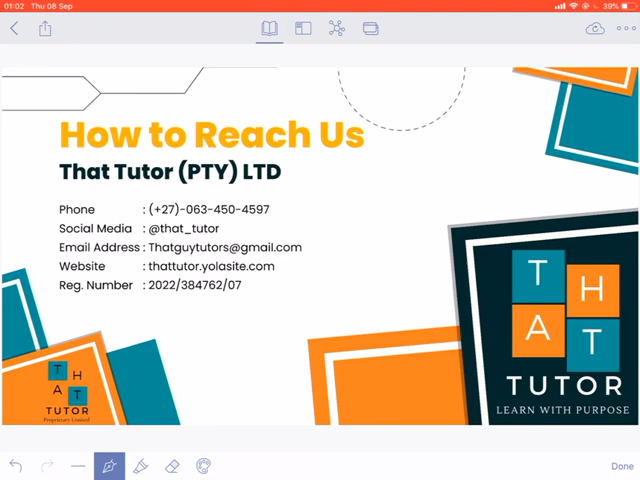 01:02 Thu 08 Sep 39%
How to Reach Us
That Tutor (PTY) LTD
Phone : (+27)-063-450-4597
Social Media : @that_tutor
Email Address : Thatguytutors@gmail.com
Website : thattutor.yolasite.com
Reg. Number : 2022/384762/07
T H
A T
TUTOR
LEARN WITH PURPOSE
T H
A T
TUTOR
Proprietary Limited
Done